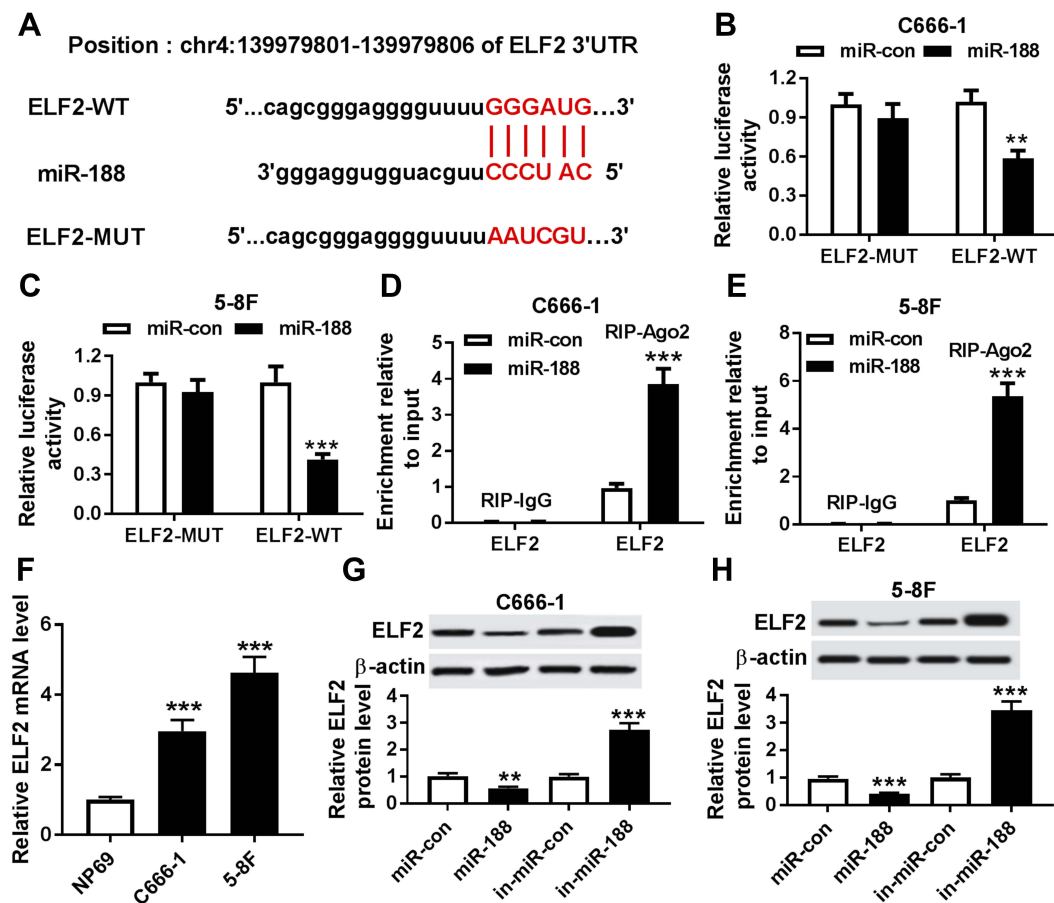 A
Position : chr4:139979801-139979806 of ELF2 3'UTR
ELF2-WT 5'...cagcgggagggguuuuGGGAUG...3'
miR-188 3'gggagguggguacguuCCCU AC 5'
ELF2-MUT 5'...cagcgggagggguuuuAAUCGU...3'
B
C666-1
miR-con miR-188
Relative luciferase activity
1.2
0.9
0.6
0.3
0.0
**
ELF2-MUT ELF2-WT
C
5-8F
miR-con miR-188
Relative luciferase activity
1.2
0.9
0.6
0.3
0.0
***
ELF2-MUT ELF2-WT
D
C666-1
miR-con
miR-188
RIP-Ago2
***
Enrichment relative to input
5
4
3
2
1
0
RIP-IgG
ELF2 ELF2
E
5-8F
miR-con
miR-188
RIP-Ago2
***
Enrichment relative to input
8
6
4
2
0
RIP-IgG
ELF2 ELF2
F
Relative ELF2 mRNA level
6
4
2
0
***
***
NP69 C666-1 5-8F
G
C666-1
ELF2
β-actin
Relative ELF2 protein level
4
3
2
1
0
**
***
miR-con miR-188 in-miR-con in-miR-188
H
5-8F
ELF2
β-actin
Relative ELF2 protein level
4
3
2
1
0
***
***
miR-con miR-188 in-miR-con in-miR-188